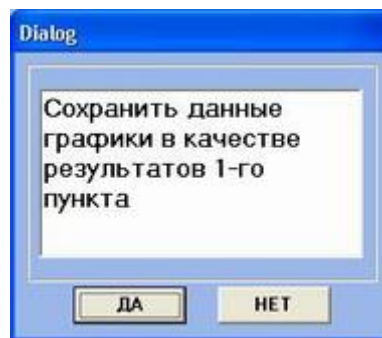 Dialog
Сохранить данные
графики в качестве
результатов 1-го
пункта
ДА
НЕТ